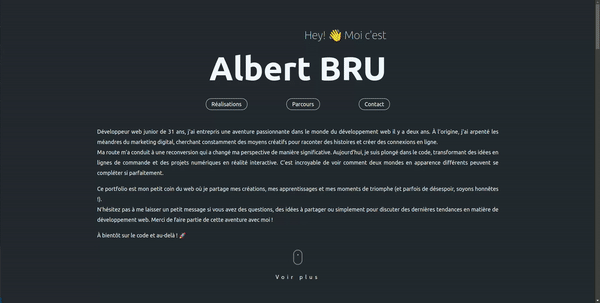 Hey! 👋 Moi c'est
Albert BRU
Réalisations
Parcours
Contact
Développeur web junior de 31 ans, j'ai entrepris une aventure passionnante dans le monde du développement web il y a deux ans. À l'origine, j'ai arpenté les
méandres du marketing digital, cherchant constamment des moyens créatifs pour raconter des histoires et créer des connexions en ligne.
Ma route m'a conduit à une reconversion qui a changé ma perspective de manière significative. Aujourd'hui, je suis plongé dans le code, transformant des idées en
lignes de commande et des projets numériques en réalité interactive. C'est incroyable de voir comment deux mondes en apparence différents peuvent se
compléter si parfaitement.
Ce portfolio est mon petit coin du web où je partage mes créations, mes apprentissages et mes moments de triomphe (et parfois de désespoir, soyons honnêtes
!).
N'hésitez pas à me laisser un petit message si vous avez des questions, des idées à partager ou simplement pour discuter des dernières tendances en matière de
développement web. Merci de faire partie de cette aventure avec moi !
À bientôt sur le code et au-delà ! 🚀
Voir plus